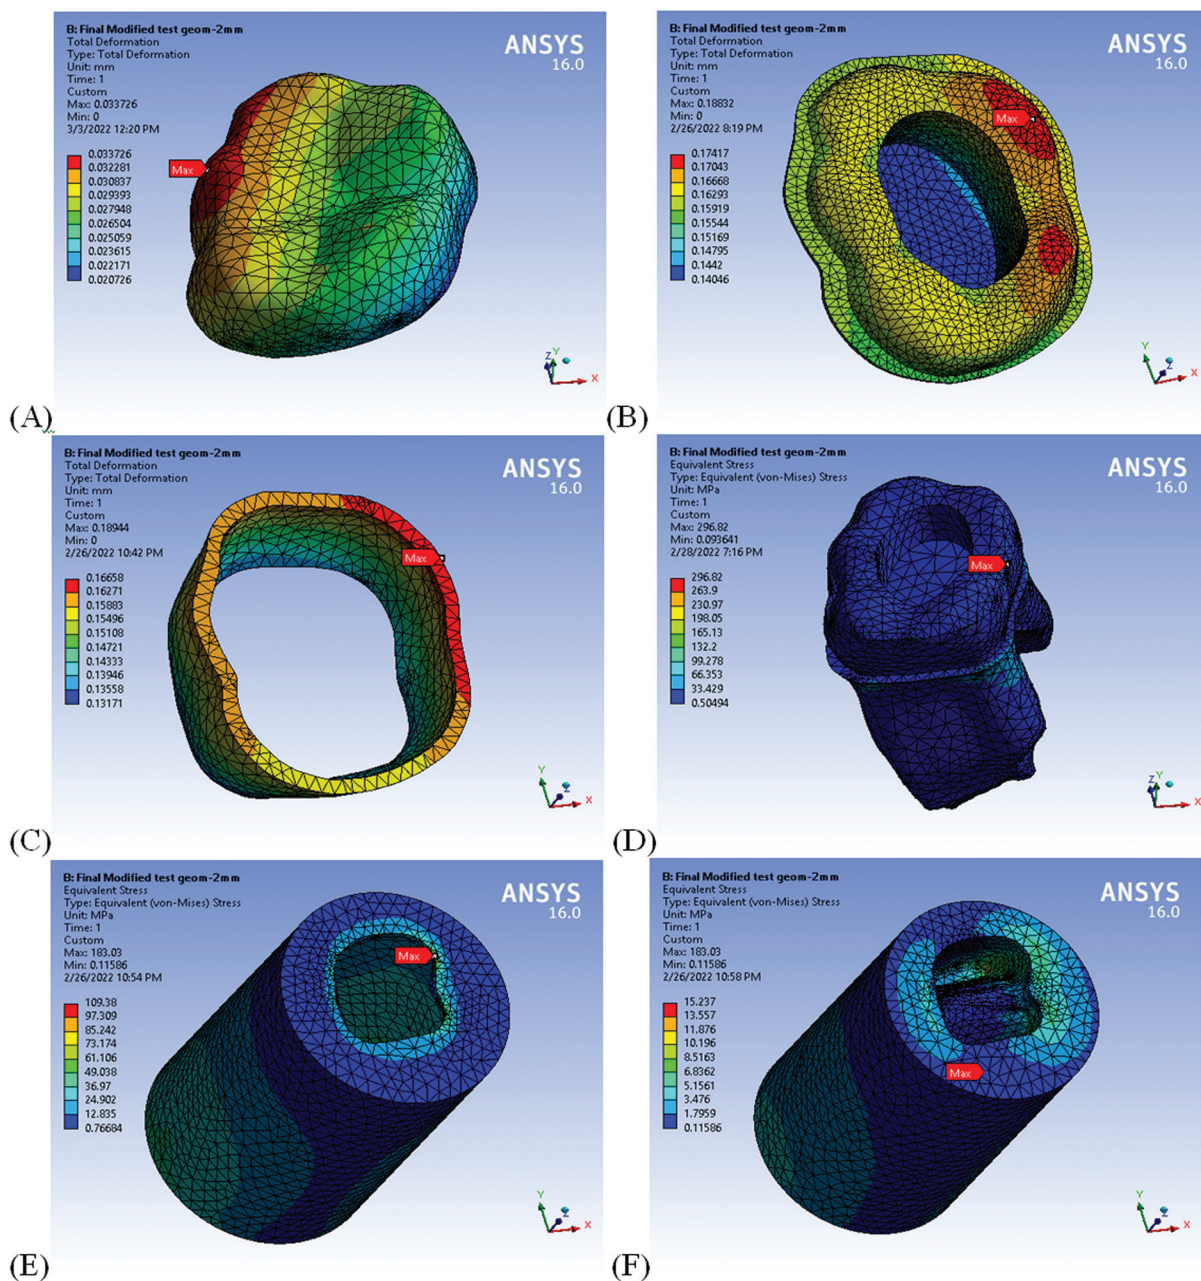 B: Final Modified test geom-2mm
Total Deformation
Type: Total Deformation
Unit: mm
Time: 1
Custom
Max: 0.033726
Min: 0
3/3/2022 12:20 PM
0.033726
0.032281
0.030837
0.029393
0.027948
0.026504
0.025059
0.023615
0.022171
0.020726
ANSYS
16.0
Max
Z
Y
X
(A)
B: Final Modified test geom-2mm
Total Deformation
Type: Total Deformation
Unit: mm
Time: 1
Custom
Max: 0.18832
Min: 0
2/26/2022 8:19 PM
0.17417
0.17043
0.16668
0.16293
0.15919
0.15544
0.15169
0.14795
0.1442
0.14046
ANSYS
16.0
Max
Y
Z
X
(B)
B: Final Modified test geom-2mm
Total Deformation
Type: Total Deformation
Unit: mm
Time: 1
Custom
Max: 0.18944
Min: 0
2/26/2022 10:42 PM
0.16658
0.16271
0.15883
0.15496
0.15108
0.14721
0.14333
0.13946
0.13558
0.13171
ANSYS
16.0
Max
Y
Z
X
(C)
B: Final Modified test geom-2mm
Equivalent Stress
Type: Equivalent (von-Mises) Stress
Unit: MPa
Time: 1
Custom
Max: 296.82
Min: 0.093641
2/28/2022 7:16 PM
296.82
263.9
230.97
198.05
165.13
132.2
99.278
66.353
33.429
0.50494
ANSYS
16.0
Max
Z
Y
X
(D)
B: Final Modified test geom-2mm
Equivalent Stress
Type: Equivalent (von-Mises) Stress
Unit: MPa
Time: 1
Custom
Max: 183.03
Min: 0.11586
2/26/2022 10:54 PM
109.38
97.309
85.242
73.174
61.106
49.038
36.97
24.902
12.835
0.76684
ANSYS
16.0
Max
Y
Z
X
(E)
B: Final Modified test geom-2mm
Equivalent Stress
Type: Equivalent (von-Mises) Stress
Unit: MPa
Time: 1
Custom
Max: 183.03
Min: 0.11586
2/26/2022 10:58 PM
15.237
13.557
11.876
10.196
8.5163
6.8362
5.1561
3.476
1.7959
0.11586
ANSYS
16.0
Max
Y
Z
X
(F)